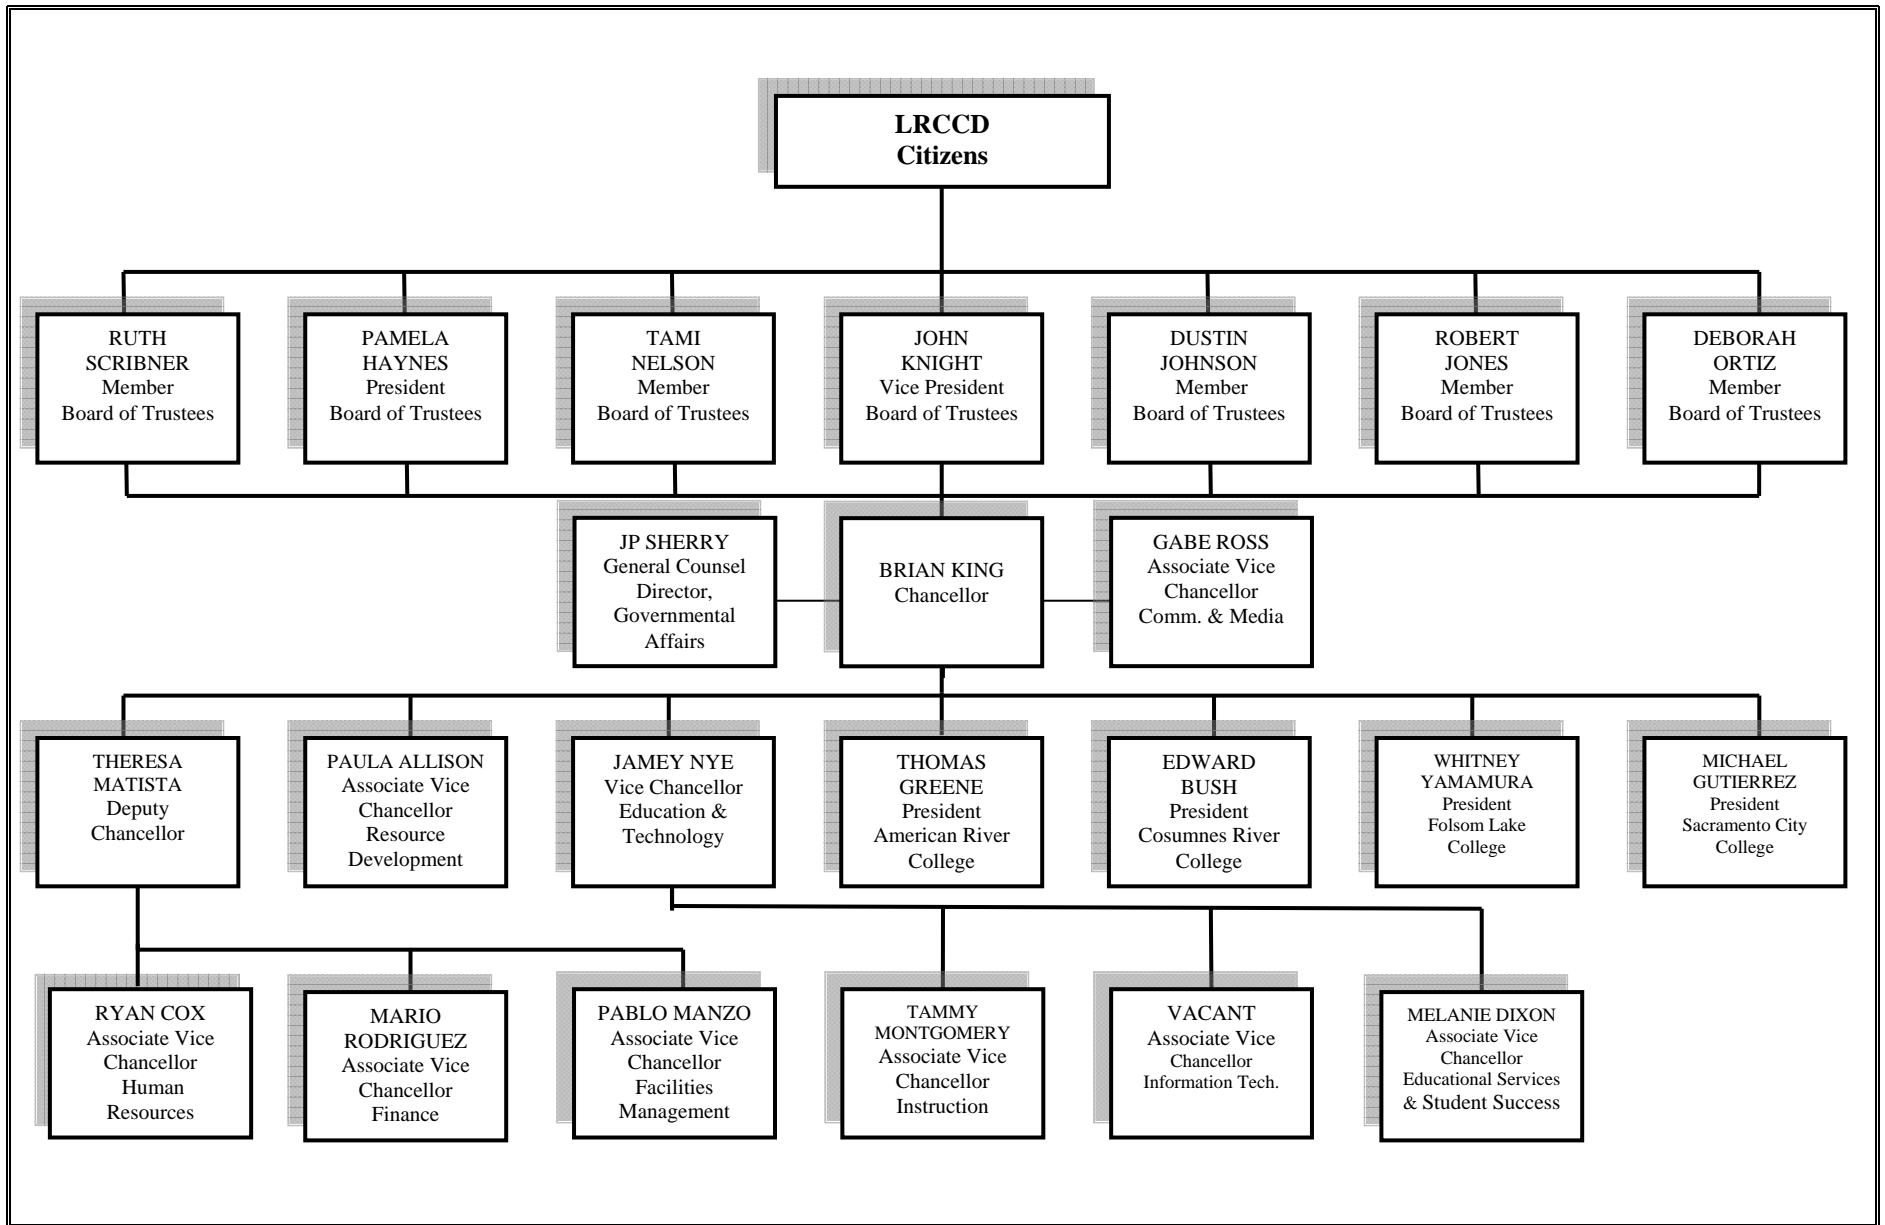 LRCCD
Citizens
RUTH
SCRIBNER
Member
Board of Trustees
PAMELA
HAYNES
President
Board of Trustees
TAMI
NELSON
Member
Board of Trustees
JOHN
KNIGHT
Vice President
Board of Trustees
DUSTIN
JOHNSON
Member
Board of Trustees
ROBERT
JONES
Member
Board of Trustees
DEBORAH
ORTIZ
Member
Board of Trustees
JP SHERRY
General Counsel
Director,
Governmental
Affairs
BRIAN KING
Chancellor
GABE ROSS
Associate Vice
Chancellor
Comm. & Media
THERESA
MATISTA
Deputy
Chancellor
PAULA ALLISON
Associate Vice
Chancellor
Resource
Development
JAMEY NYE
Vice Chancellor
Education &
Technology
THOMAS
GREENE
President
American River
College
EDWARD
BUSH
President
Cosumnes River
College
WHITNEY
YAMAMURA
President
Folsom Lake
College
MICHAEL
GUTIERREZ
President
Sacramento City
College
RYAN COX
Associate Vice
Chancellor
Human
Resources
MARIO
RODRIGUEZ
Associate Vice
Chancellor
Finance
PABLO MANZO
Associate Vice
Chancellor
Facilities
Management
TAMMY
MONTGOMERY
Associate Vice
Chancellor
Instruction
VACANT
Associate Vice
Chancellor
Information Tech.
MELANIE DIXON
Associate Vice
Chancellor
Educational Services
& Student Success